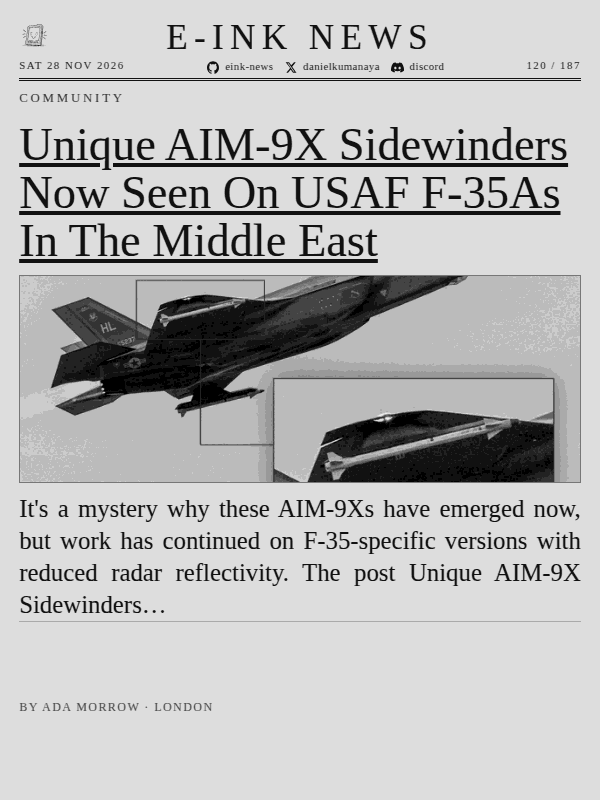 E-INK NEWS
SAT 28 NOV 2026
eink-news
danielkumanaya
discord
120 / 187
COMMUNITY
Unique AIM-9X Sidewinders
Now Seen On USAF F-35As
In The Middle East
HL
It's a mystery why these AIM-9Xs have emerged now,
but work has continued on F-35-specific versions with
reduced radar reflectivity. The post Unique AIM-9X
Sidewinders…
BY ADA MORROW · LONDON